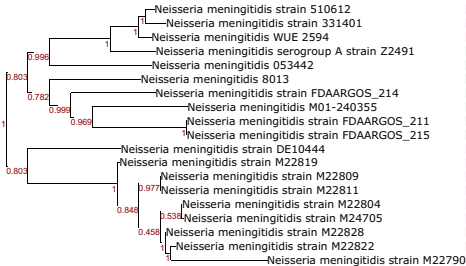 Neisseria meningitidis strain 510612
1
Neisseria meningitidis strain 331401
1
Neisseria meningitidis WUE 2594
1
Neisseria meningitidis serogroup A strain Z2491
0.996
Neisseria meningitidis 053442
0.803
Neisseria meningitidis 8013
0.782
Neisseria meningitidis strain FDAARGOS_214
0.999
Neisseria meningitidis M01-240355
0.969
Neisseria meningitidis strain FDAARGOS_211
1
Neisseria meningitidis strain FDAARGOS_215
1
Neisseria meningitidis strain DE10444
0.803
Neisseria meningitidis strain M22819
1
Neisseria meningitidis strain M22809
0.977
Neisseria meningitidis strain M22811
0.848
Neisseria meningitidis strain M22804
0.538
Neisseria meningitidis strain M24705
0.458
Neisseria meningitidis strain M22828
1
Neisseria meningitidis strain M22822
1
Neisseria meningitidis strain M22790